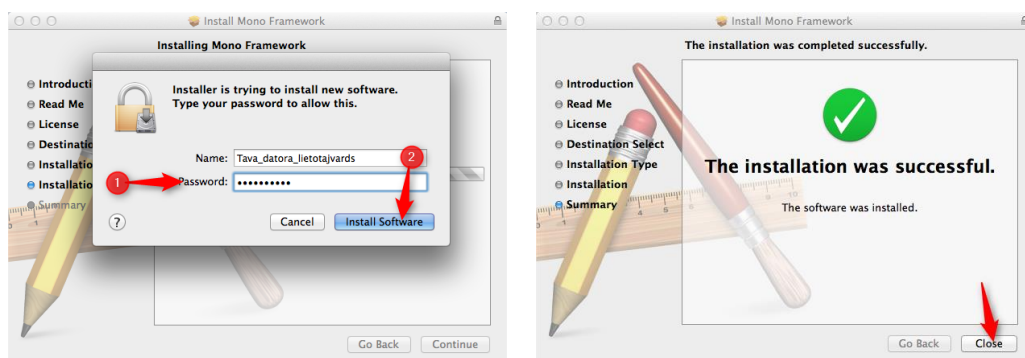 Install Mono Framework
Installing Mono Framework
Introducti
Read Me
License
Destinatic
Installatio
Installatio
Summary
Installer is trying to install new software.
Type your password to allow this.
Name: Tava_datora_lietotajvards
2
1
Password: ••••••••••
?
Cancel
Install Software
Go Back
Continue
Install Mono Framework
The installation was completed successfully.
Introduction
Read Me
License
Destination Select
Installation Type
Installation
Summary
The installation was successful.
The software was installed.
Go Back
Close